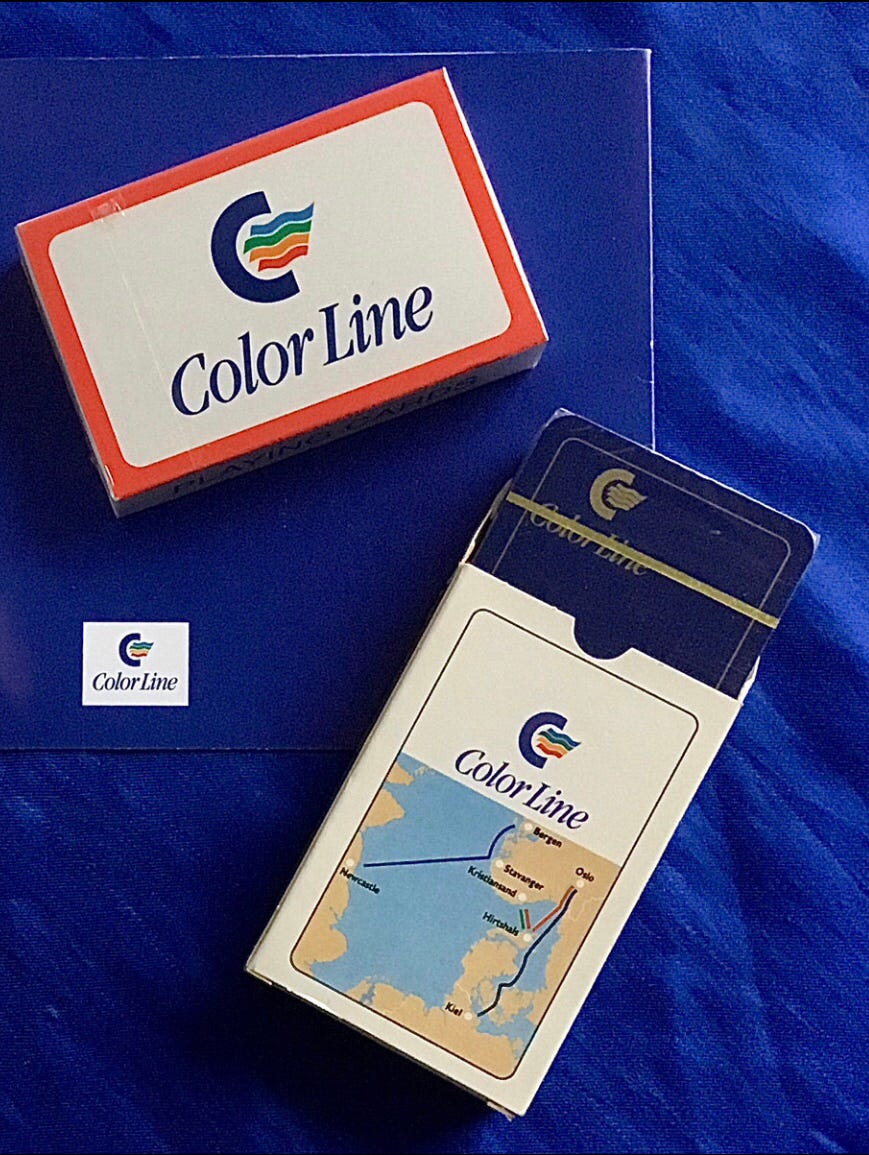 Color Line
PLAYING CARDS
Color Line
Color Line
Color Line
Bergen
Stavanger
Oslo
Newcastle
Kristiansand
Hirtshals
Kiel